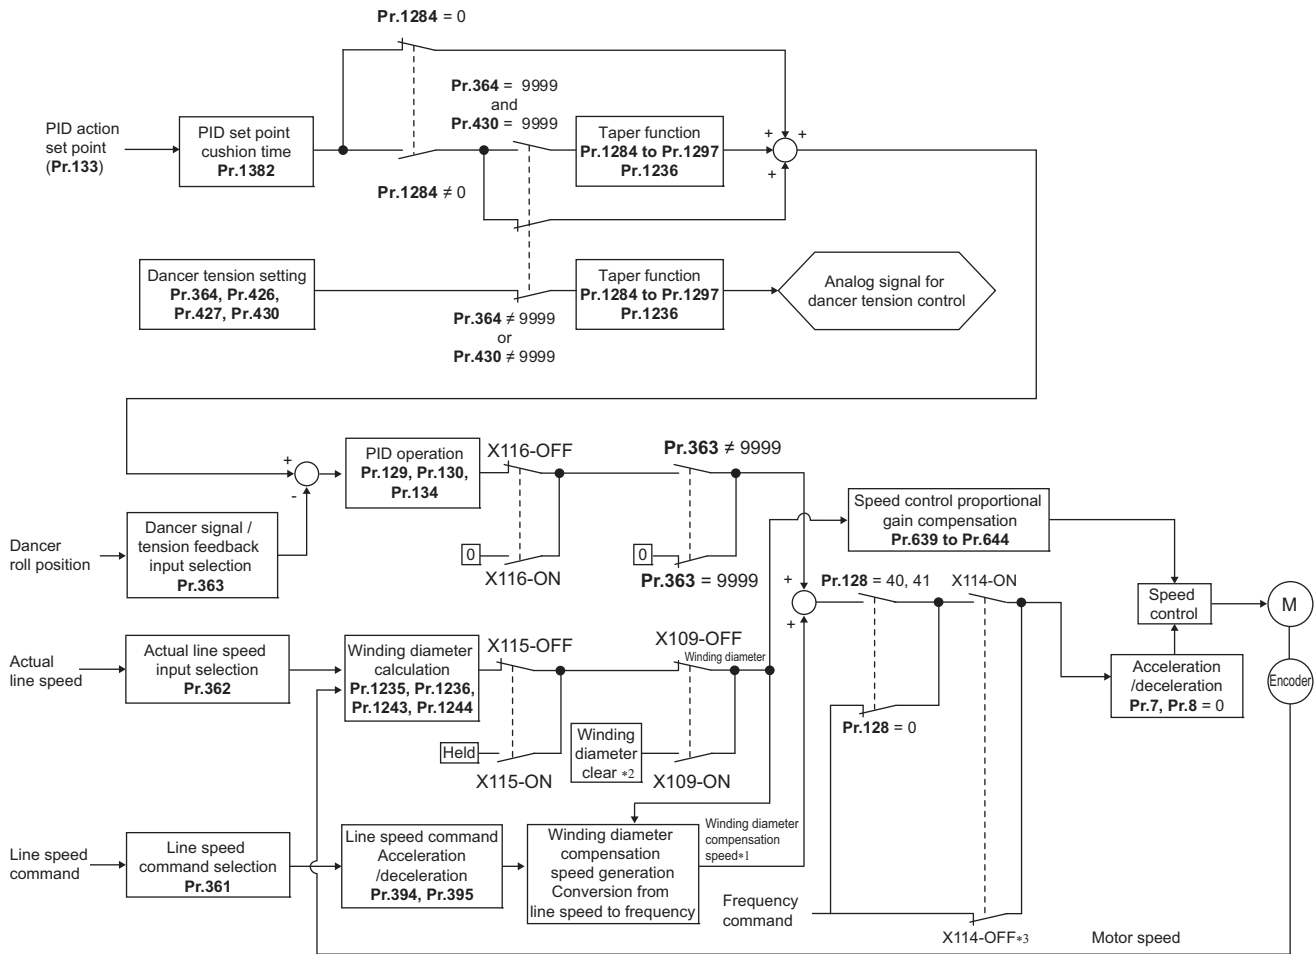 Pr.1284 = 0
Pr.364 = 9999
and
Pr.430 = 9999
PID action
set point
(Pr.133)
PID set point
cushion time
Pr.1382
Taper function
Pr.1284 to Pr.1297
Pr.1236
+
+
+
Pr.1284 ≠ 0
Dancer tension setting
Pr.364, Pr.426,
Pr.427, Pr.430
Taper function
Pr.1284 to Pr.1297
Pr.1236
Analog signal for
dancer tension control
Pr.364 ≠ 9999
or
Pr.430 ≠ 9999
+
-
PID operation
Pr.129, Pr.130,
Pr.134
X116-OFF
Pr.363 ≠ 9999
Dancer
roll position
Dancer signal /
tension feedback
input selection
Pr.363
0
X116-ON
0
Pr.363 = 9999
Speed control proportional
gain compensation
Pr.639 to Pr.644
+
+
Pr.128 = 40, 41
X114-ON
Speed
control
M
Actual
line speed
Actual line speed
input selection
Pr.362
Winding diameter
calculation
Pr.1235, Pr.1236,
Pr.1243, Pr.1244
X115-OFF
X109-OFF
Winding diameter
Acceleration
/deceleration
Pr.7, Pr.8 = 0
Encoder
Pr.128 = 0
Held
X115-ON
Winding
diameter
clear *2
X109-ON
Line speed
command
Line speed
command selection
Pr.361
Line speed command
Acceleration
/deceleration
Pr.394, Pr.395
Winding diameter
compensation
speed generation
Conversion from
line speed to frequency
Winding diameter
compensation
speed*1
Frequency
command
X114-OFF*3
Motor speed